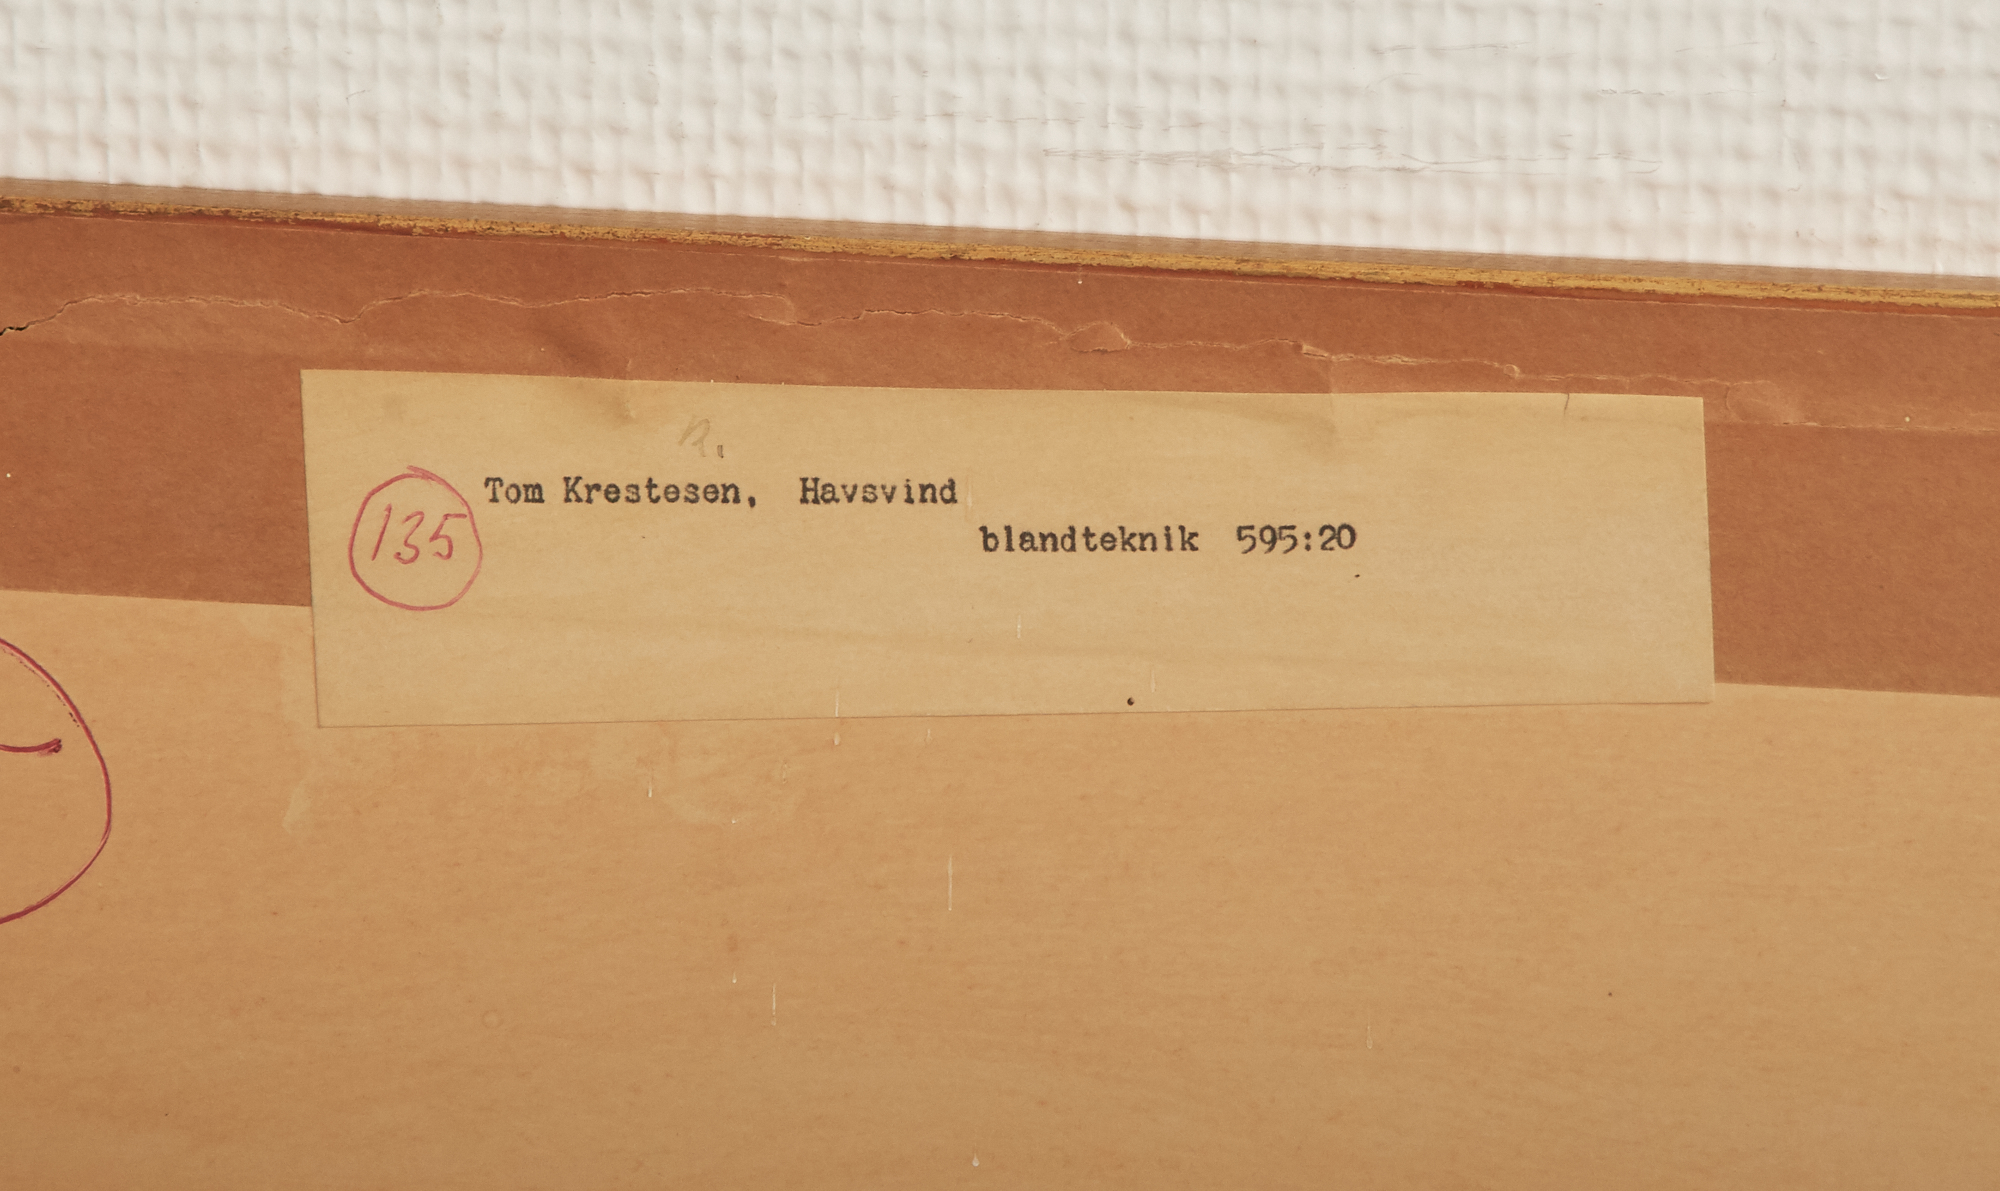 135
Tom Krestesen, Havsvind
blandteknik 595:20